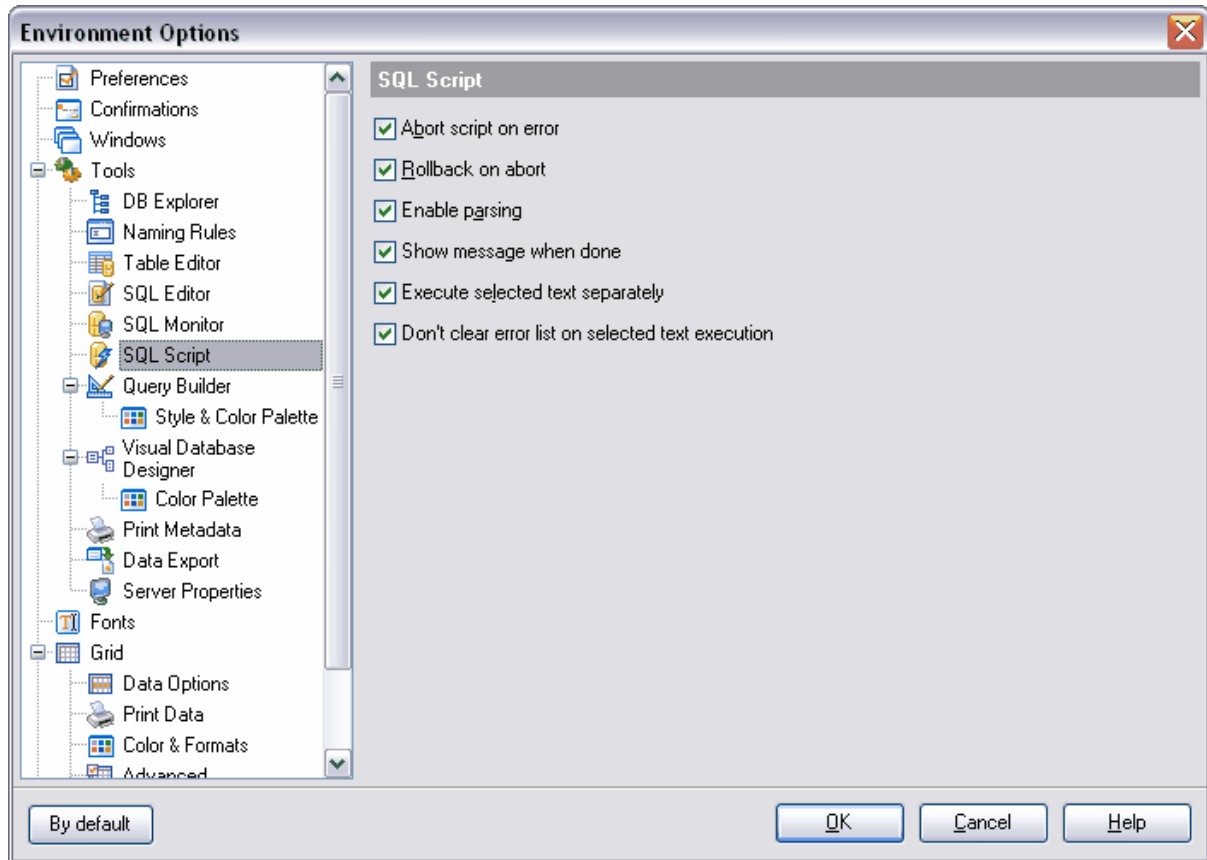 Environment Options
Preferences
Confirmations
Windows
Tools
DB Explorer
Naming Rules
Table Editor
SQL Editor
SQL Monitor
SQL Script
Query Builder
Style & Color Palette
Visual Database
Designer
Color Palette
Print Metadata
Data Export
Server Properties
Fonts
Grid
Data Options
Print Data
Color & Formats
Advanced
SQL Script
Abort script on error
Rollback on abort
Enable parsing
Show message when done
Execute selected text separately
Don't clear error list on selected text execution
By default
OK
Cancel
Help